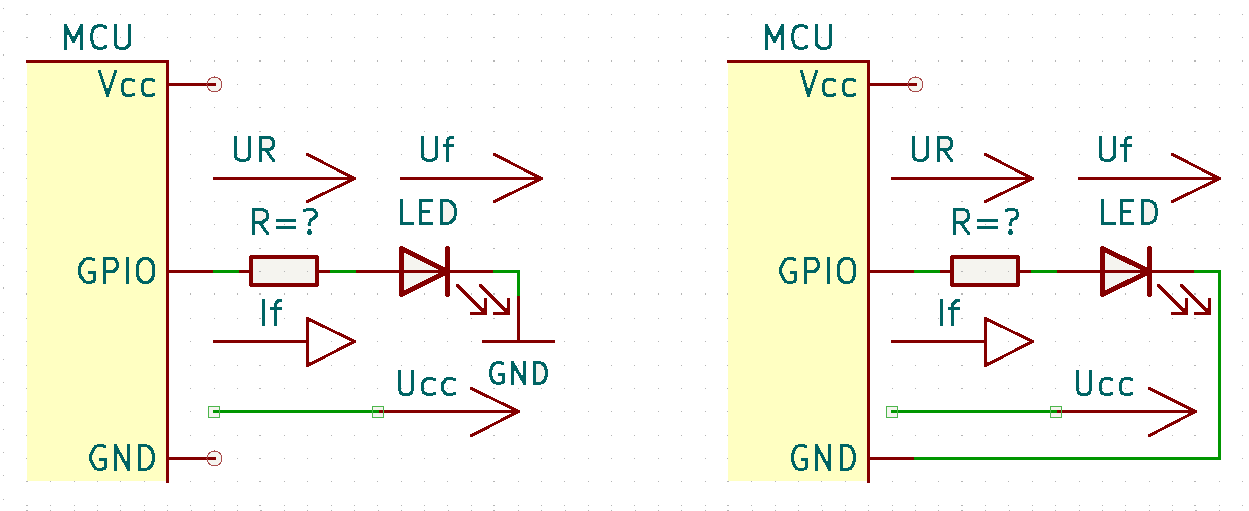 MCU
Vcc
UR
Uf
LED
R=?
GPIO
If
GND
Ucc
GND
MCU
Vcc
UR
Uf
LED
R=?
GPIO
If
Ucc
GND